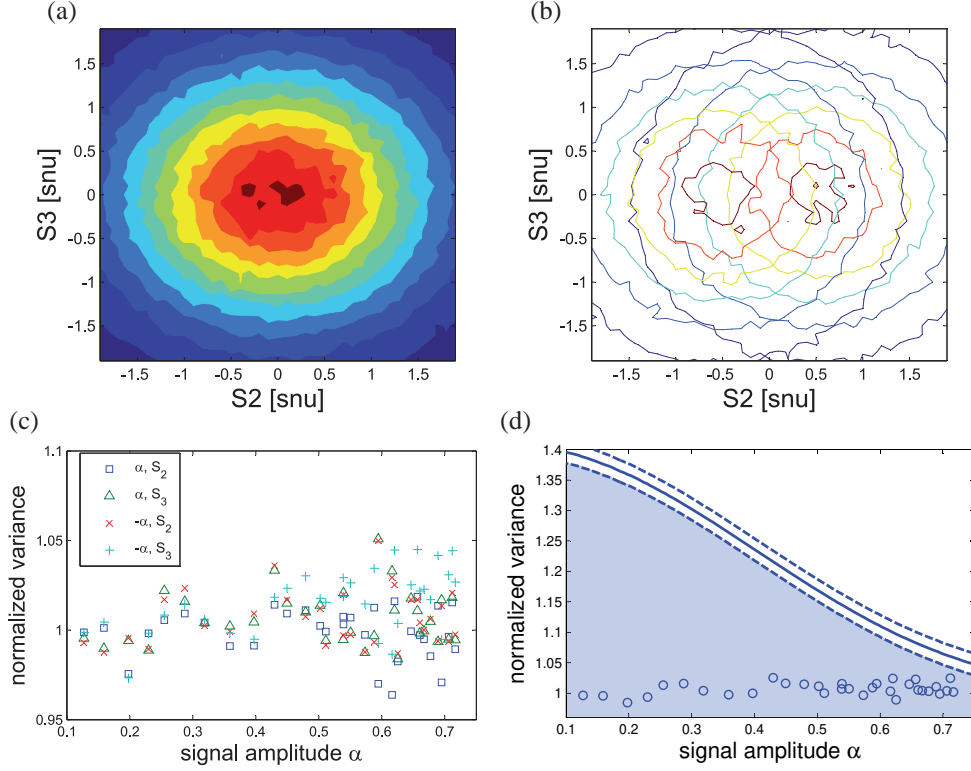 (a)
(b)
1.5
1
0.5
0
-0.5
-1
-1.5
S3 [snu]
-1.5 -1 -0.5 0 0.5 1 1.5
S2 [snu]
1.5
1
0.5
0
-0.5
-1
-1.5
S3 [snu]
-1.5 -1 -0.5 0 0.5 1 1.5
S2 [snu]
(c)
(d)
1.1
1.05
1
0.95
normalized variance
α, S₂
α, S₃
-α, S₂
-α, S₃
0.1 0.2 0.3 0.4 0.5 0.6 0.7
signal amplitude α
1.4
1.35
1.3
1.25
1.2
1.15
1.1
1.05
1
normalized variance
0.1 0.2 0.3 0.4 0.5 0.6 0.7
signal amplitude α